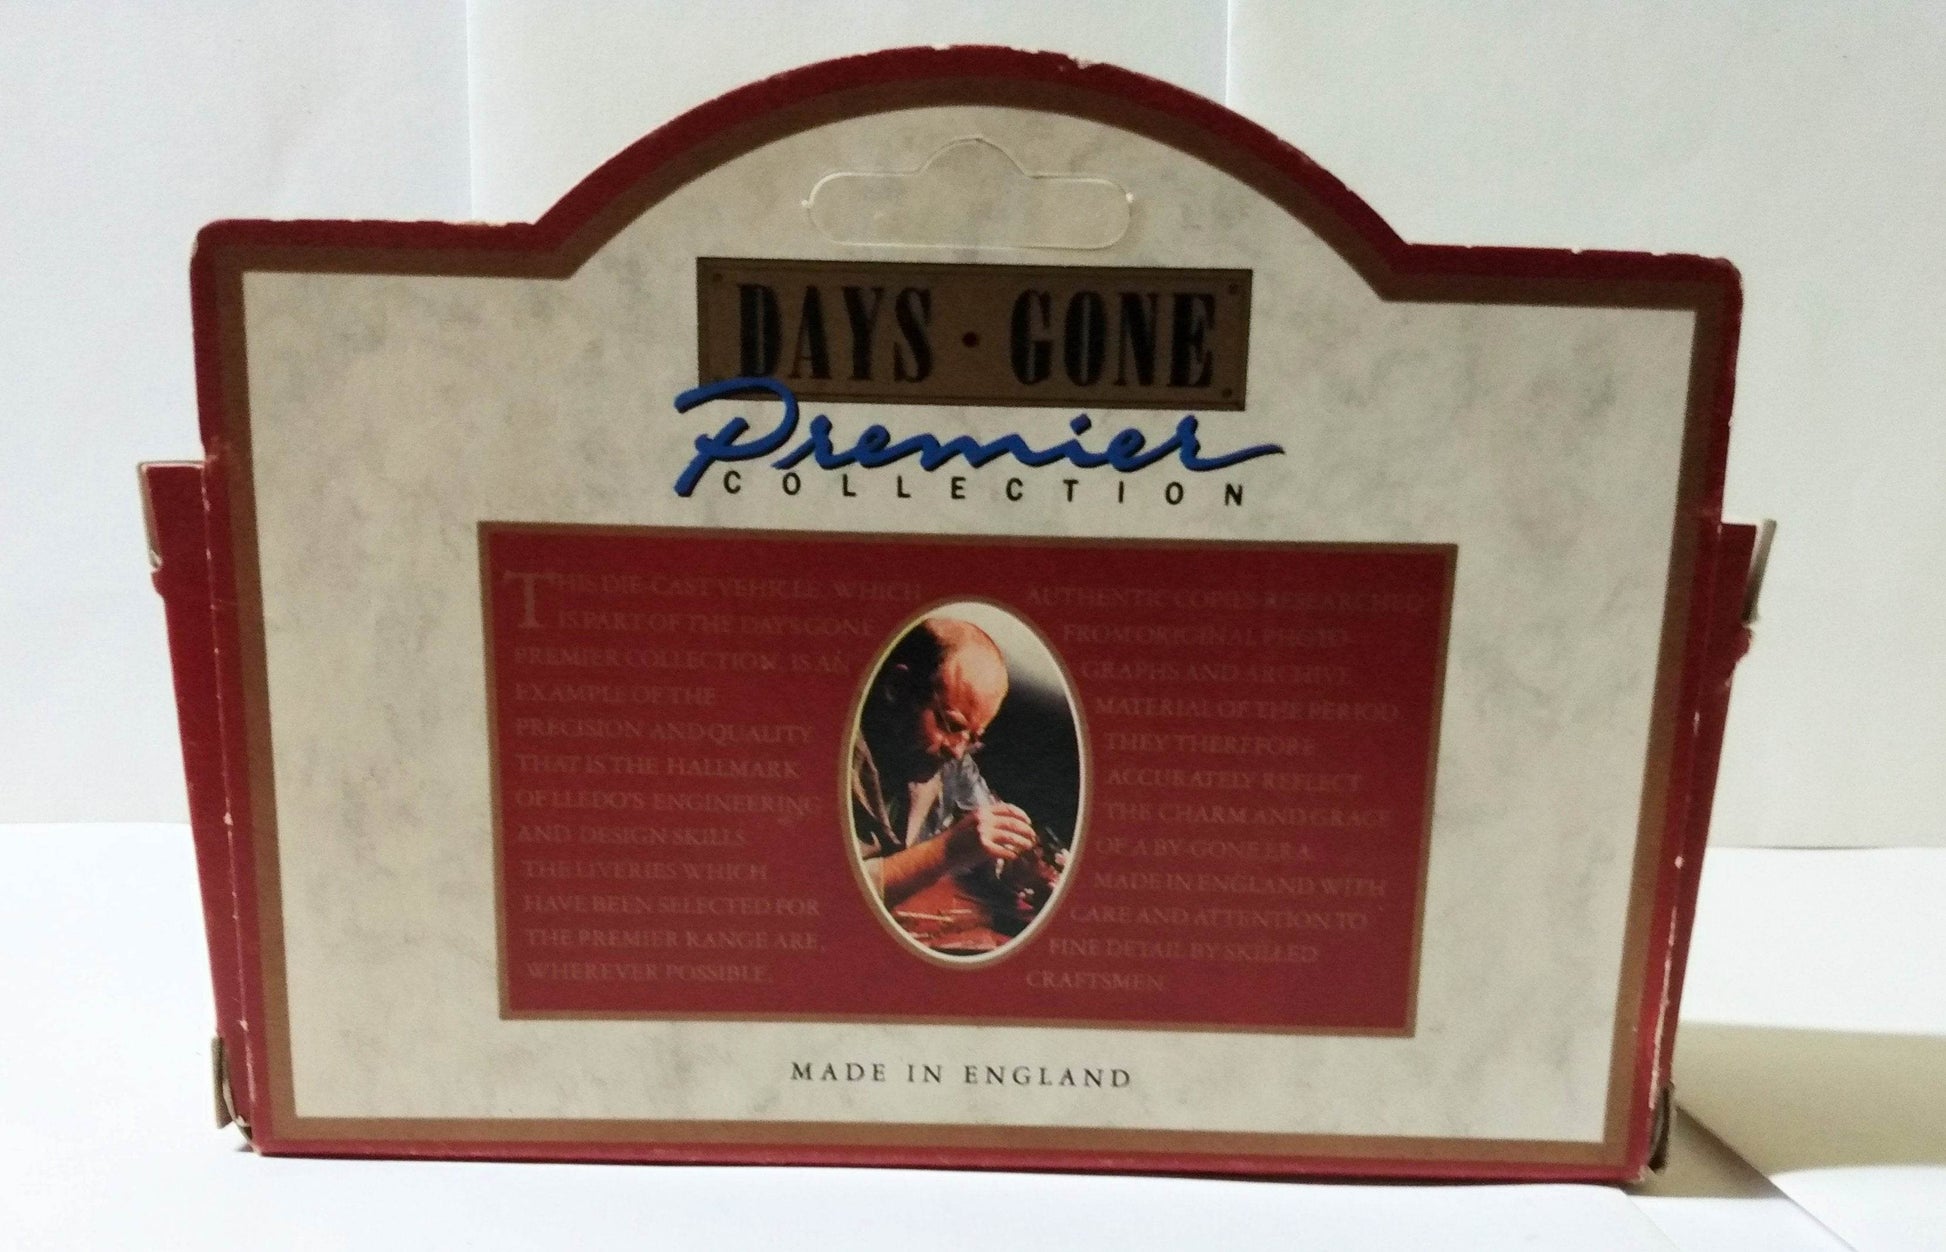 DAYS · GONE
Premier
COLLECTION
THIS DIE-CAST VEHICLE, WHICH
IS PART OF THE DAYS GONE
PREMIER COLLECTION, IS AN
EXAMPLE OF THE
PRECISION AND QUALITY
THAT IS THE HALLMARK
OF LLEDO'S ENGINEERING
AND DESIGN SKILLS
THE LIVERIES WHICH
HAVE BEEN SELECTED FOR
THE PREMIER RANGE ARE,
WHEREVER POSSIBLE,
AUTHENTIC COPIES RESEARCHED
FROM ORIGINAL PHOTO-
GRAPHS AND ARCHIVE
MATERIAL OF THE PERIOD
THEY THEREFORE
ACCURATELY REFLECT
THE CHARM AND GRACE
OF A BY-GONE ERA.
MADE IN ENGLAND WITH
CARE AND ATTENTION TO
FINE DETAIL BY SKILLED
CRAFTSMEN
MADE IN ENGLAND